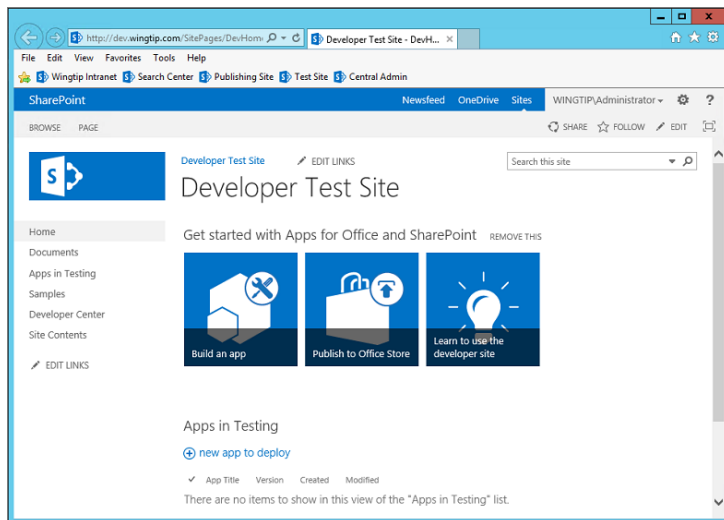 http://dev.wingtip.com/SitePages/DevHom
Developer Test Site - DevH...
File Edit View Favorites Tools Help
Wingtip Intranet Search Center Publishing Site Test Site Central Admin
SharePoint Newsfeed OneDrive Sites WINGTIP\Administrator ?
BROWSE PAGE SHARE FOLLOW EDIT
S
Developer Test Site EDIT LINKS Search this site
Developer Test Site
Home
Documents
Apps in Testing
Samples
Developer Center
Site Contents
EDIT LINKS
Get started with Apps for Office and SharePoint REMOVE THIS
Build an app
Publish to Office Store
Learn to use the
developer site
Apps in Testing
new app to deploy
App Title Version Created Modified
There are no items to show in this view of the "Apps in Testing" list.